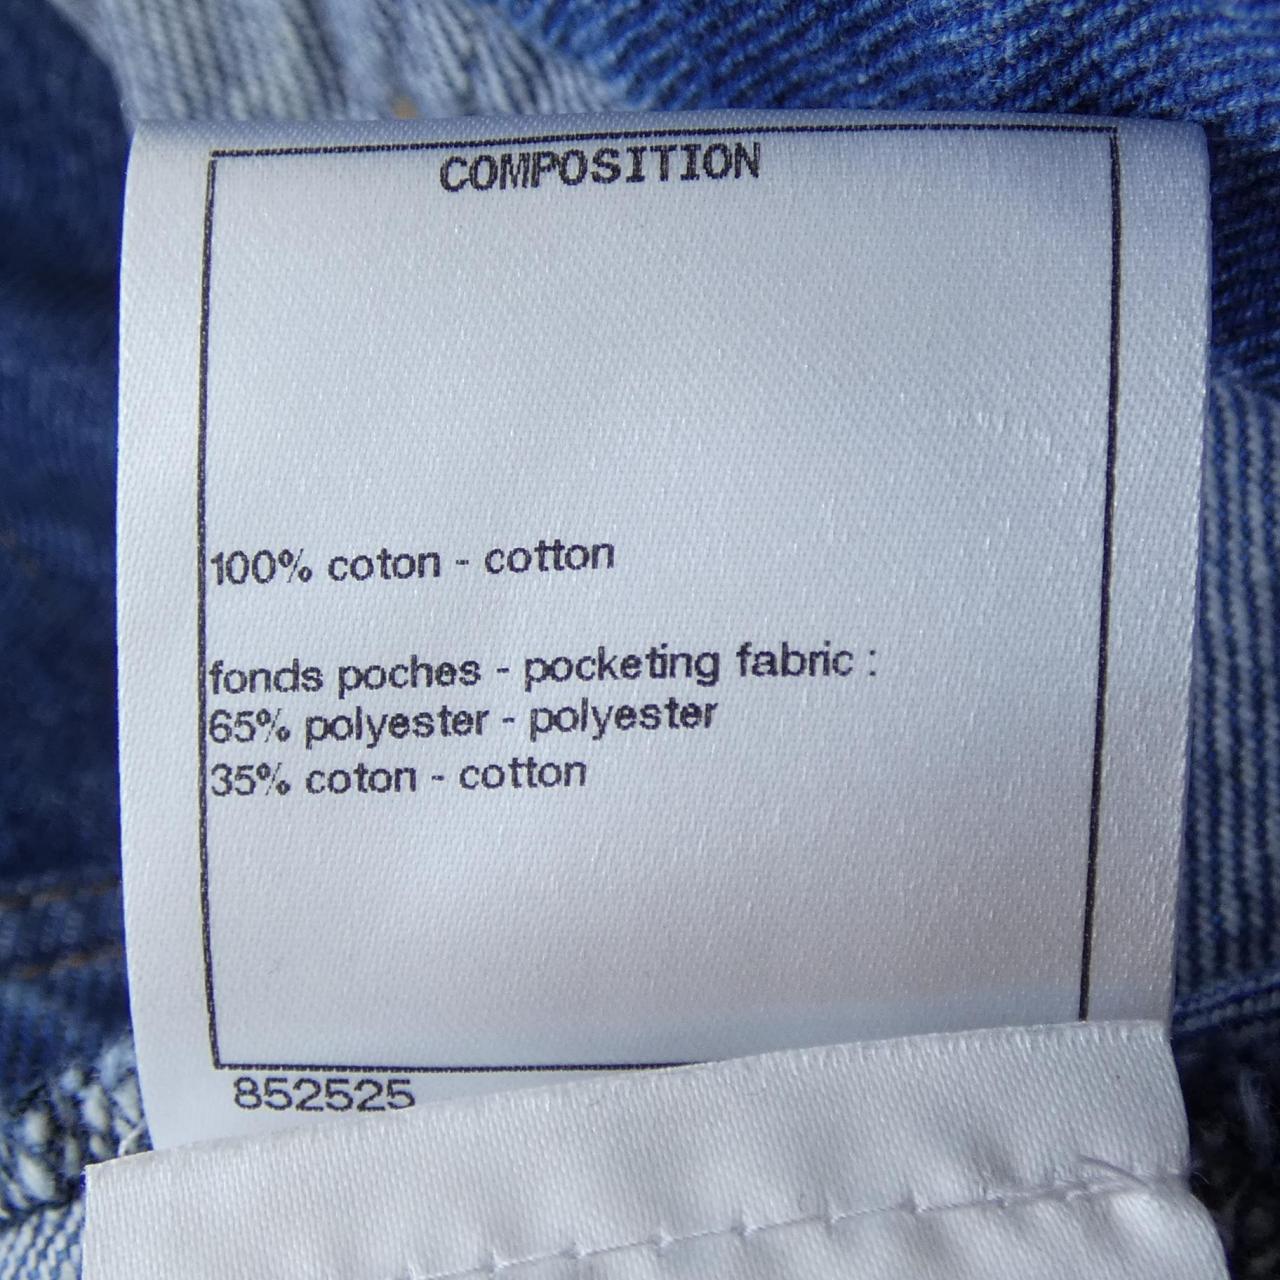 COMPOSITION
100% coton - cotton
fonds poches - pocketing fabric :
65% polyester - polyester
35% coton - cotton
852525